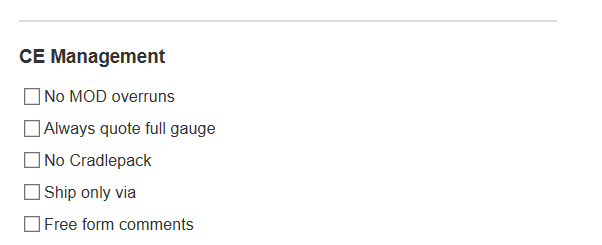 CE Management
No MOD overruns
Always quote full gauge
No Cradlepack
Ship only via
Free form comments